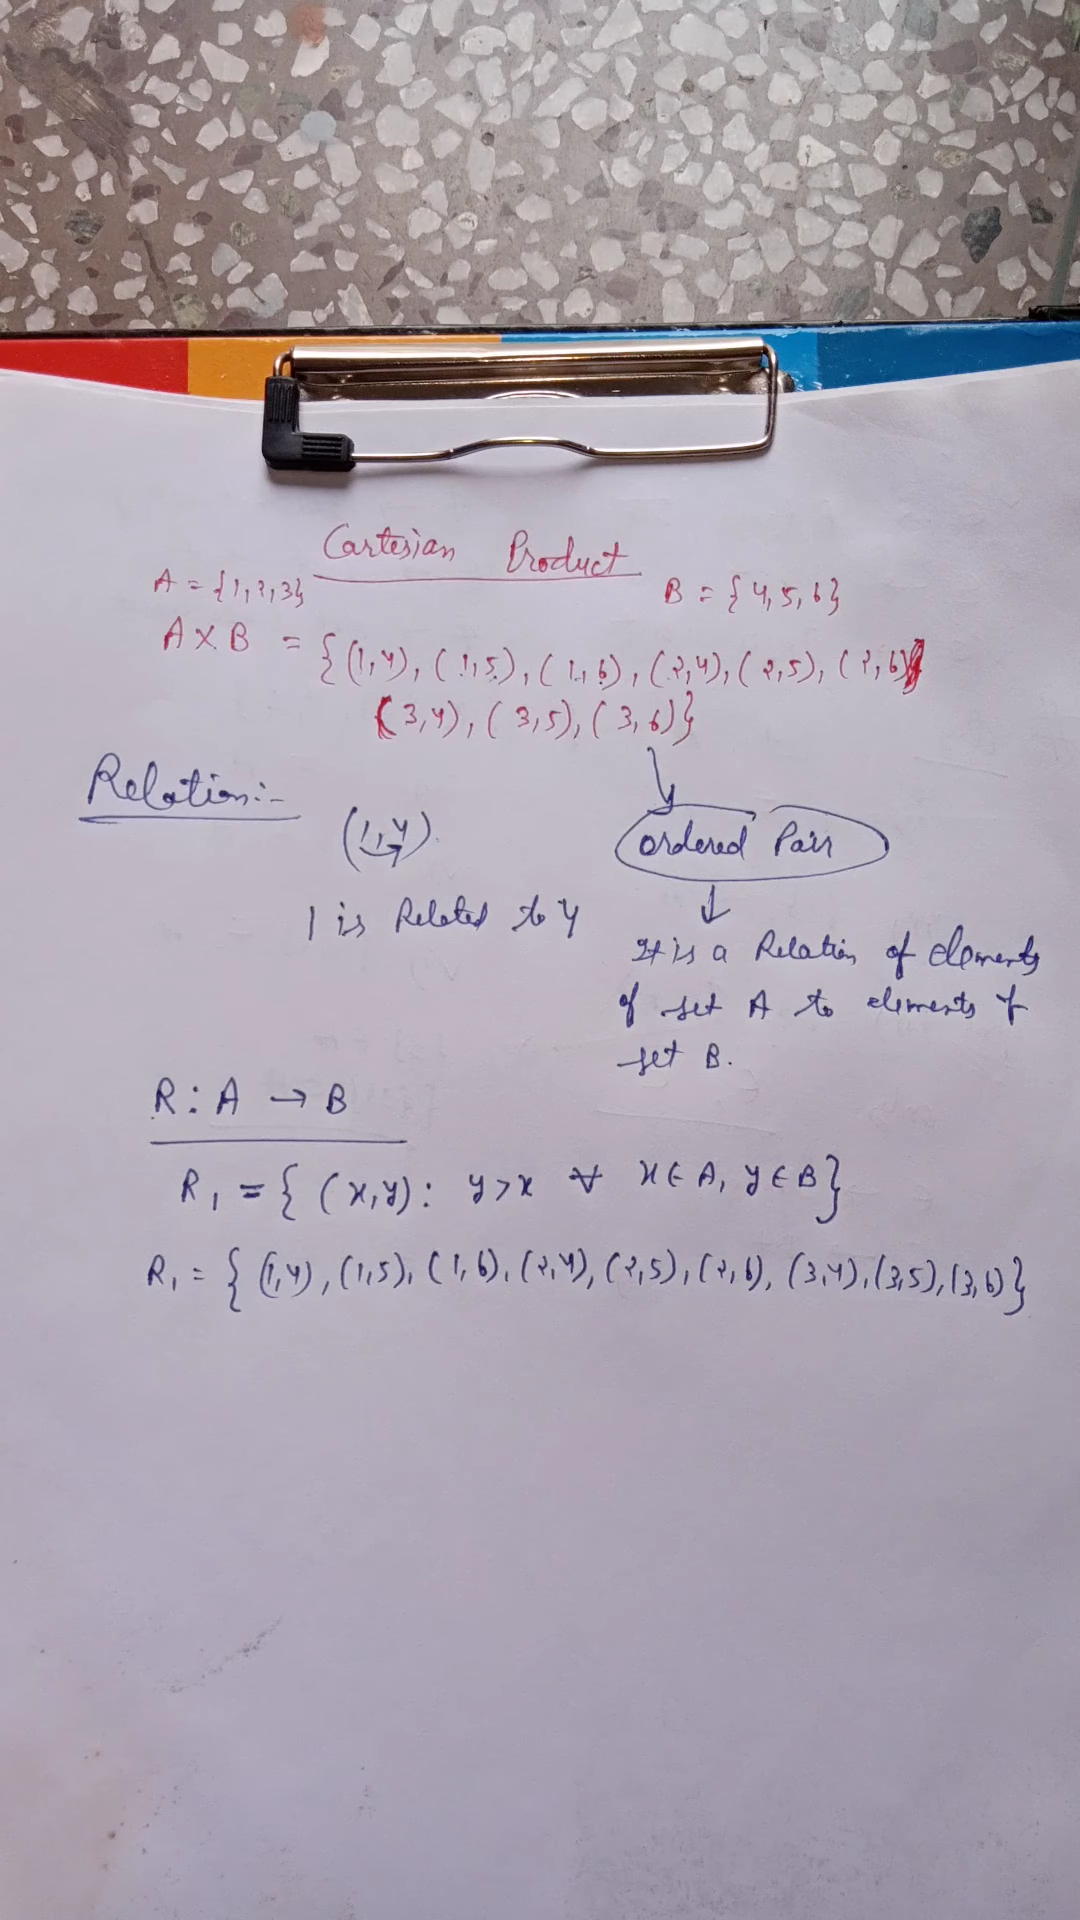 Cartesian Product
A = {1,2,3}
B = {4,5,6}
A X B = {(1,4), (1,5), (1,6), (2,4), (2,5), (2,6)
(3,4), (3,5), (3,6)}
Relation:-
(1,4).
ordered Pair
1 is Related to 4
It is a Relation of elements
of set A to elements of
set B.
R : A → B
R₁ = { (x,y) : y > x ∀ x ∈ A, y ∈ B}
R₁ = { (1,4), (1,5), (1,6), (2,4), (2,5), (2,6), (3,4), (3,5), (3,6)}